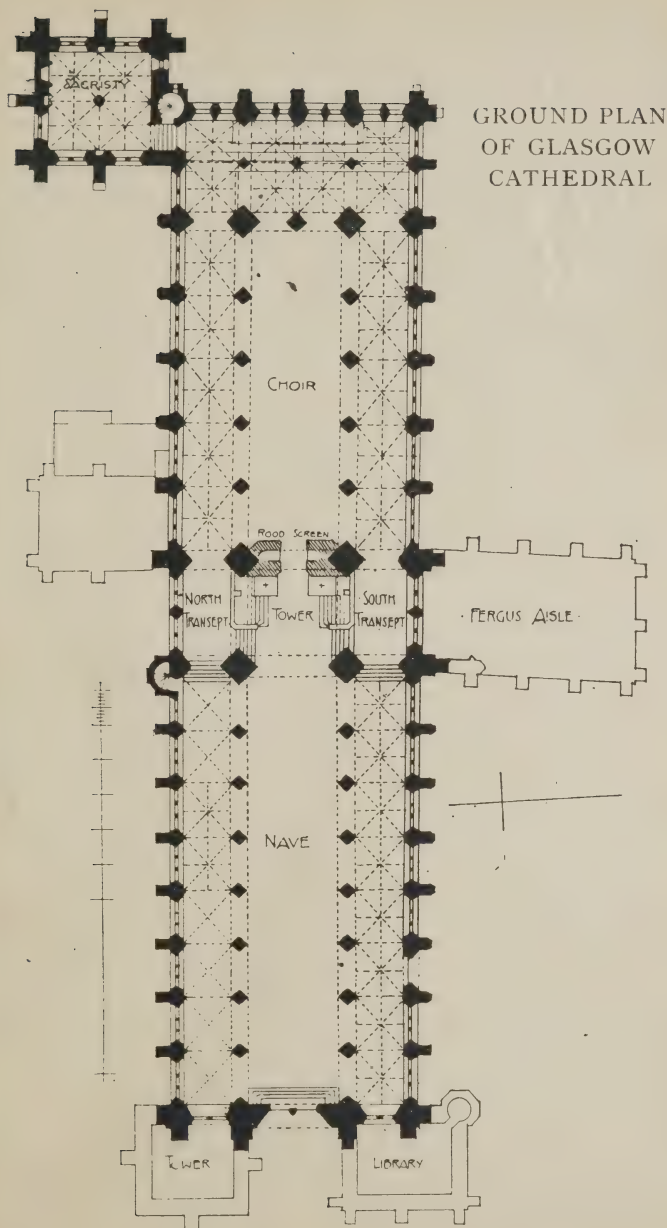 GROUND PLAN
OF GLASGOW
CATHEDRAL
SACRISTY
CHOIR
ROOD SCREEN
NORTH
TRANSEPT
TOWER
SOUTH
TRANSEPT
· FERGUS AISLE ·
NAVE
TOWER
LIBRARY